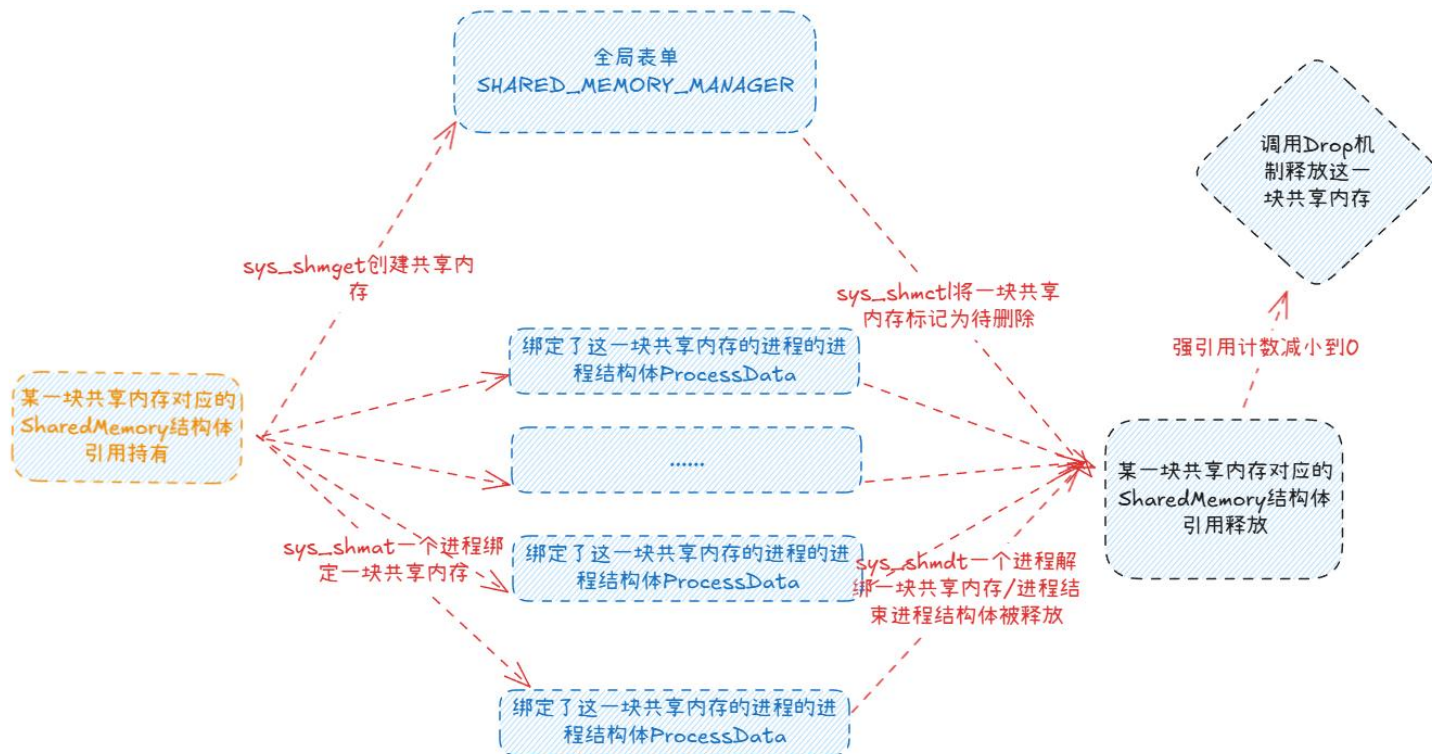 全局表单
SHARED_MEMORY_MANAGER
调用Drop机
制释放这一
块共享内存
sys_shmget创建共享内
存
sys_shmctl将一块共享
内存标记为待删除
绑定了这一块共享内存的进程的进
程结构体ProcessData
强引用计数减小到0
某一块共享内存对应的
SharedMemory结构体
引用持有
......
某一块共享内存对应的
SharedMemory结构体
引用释放
sys_shmat一个进程绑
定一块共享内存
绑定了这一块共享内存的进程的进
程结构体ProcessData
sys_shmdt一个进程解
绑一块共享内存/进程结
束进程结构体被释放
绑定了这一块共享内存的进程的进
程结构体ProcessData